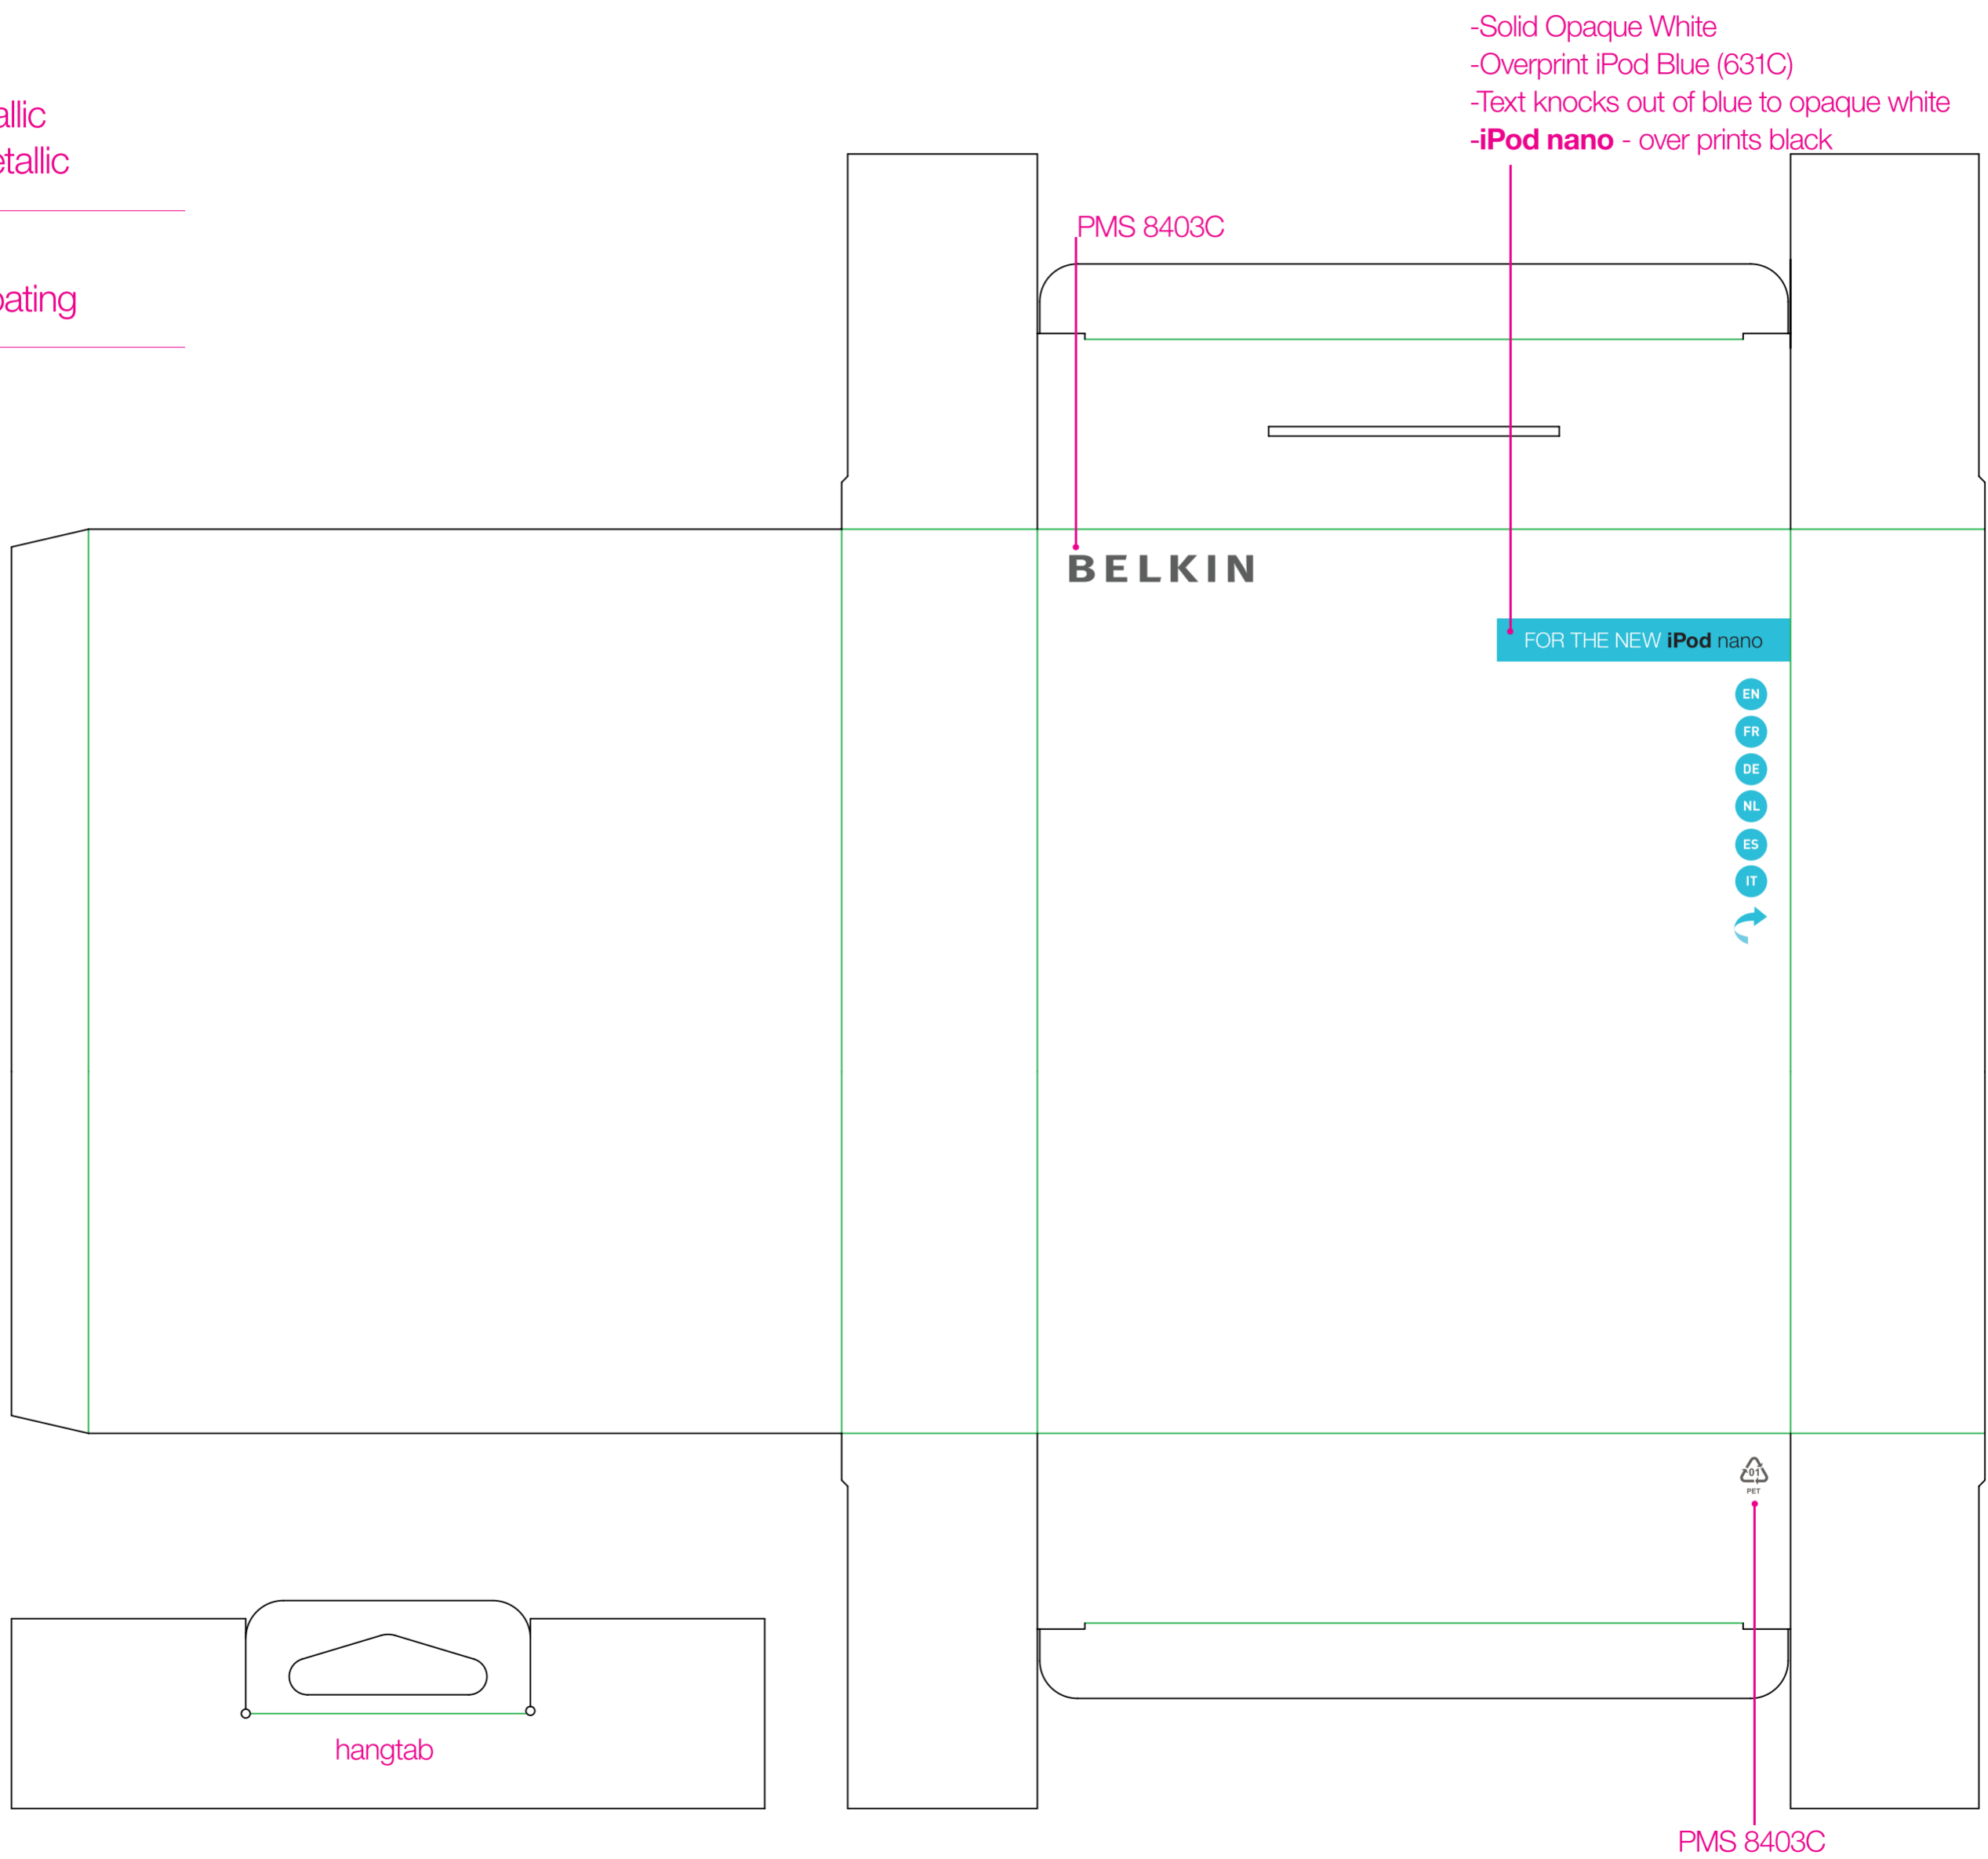 -Solid Opaque White
-Overprint iPod Blue (631C)
-Text knocks out of blue to opaque white
-iPod nano - over prints black
allic
etallic
PMS 8403C
oating
BELKIN
FOR THE NEW iPod nano
EN
FR
DE
NL
ES
IT
01
PET
hangtab
PMS 8403C